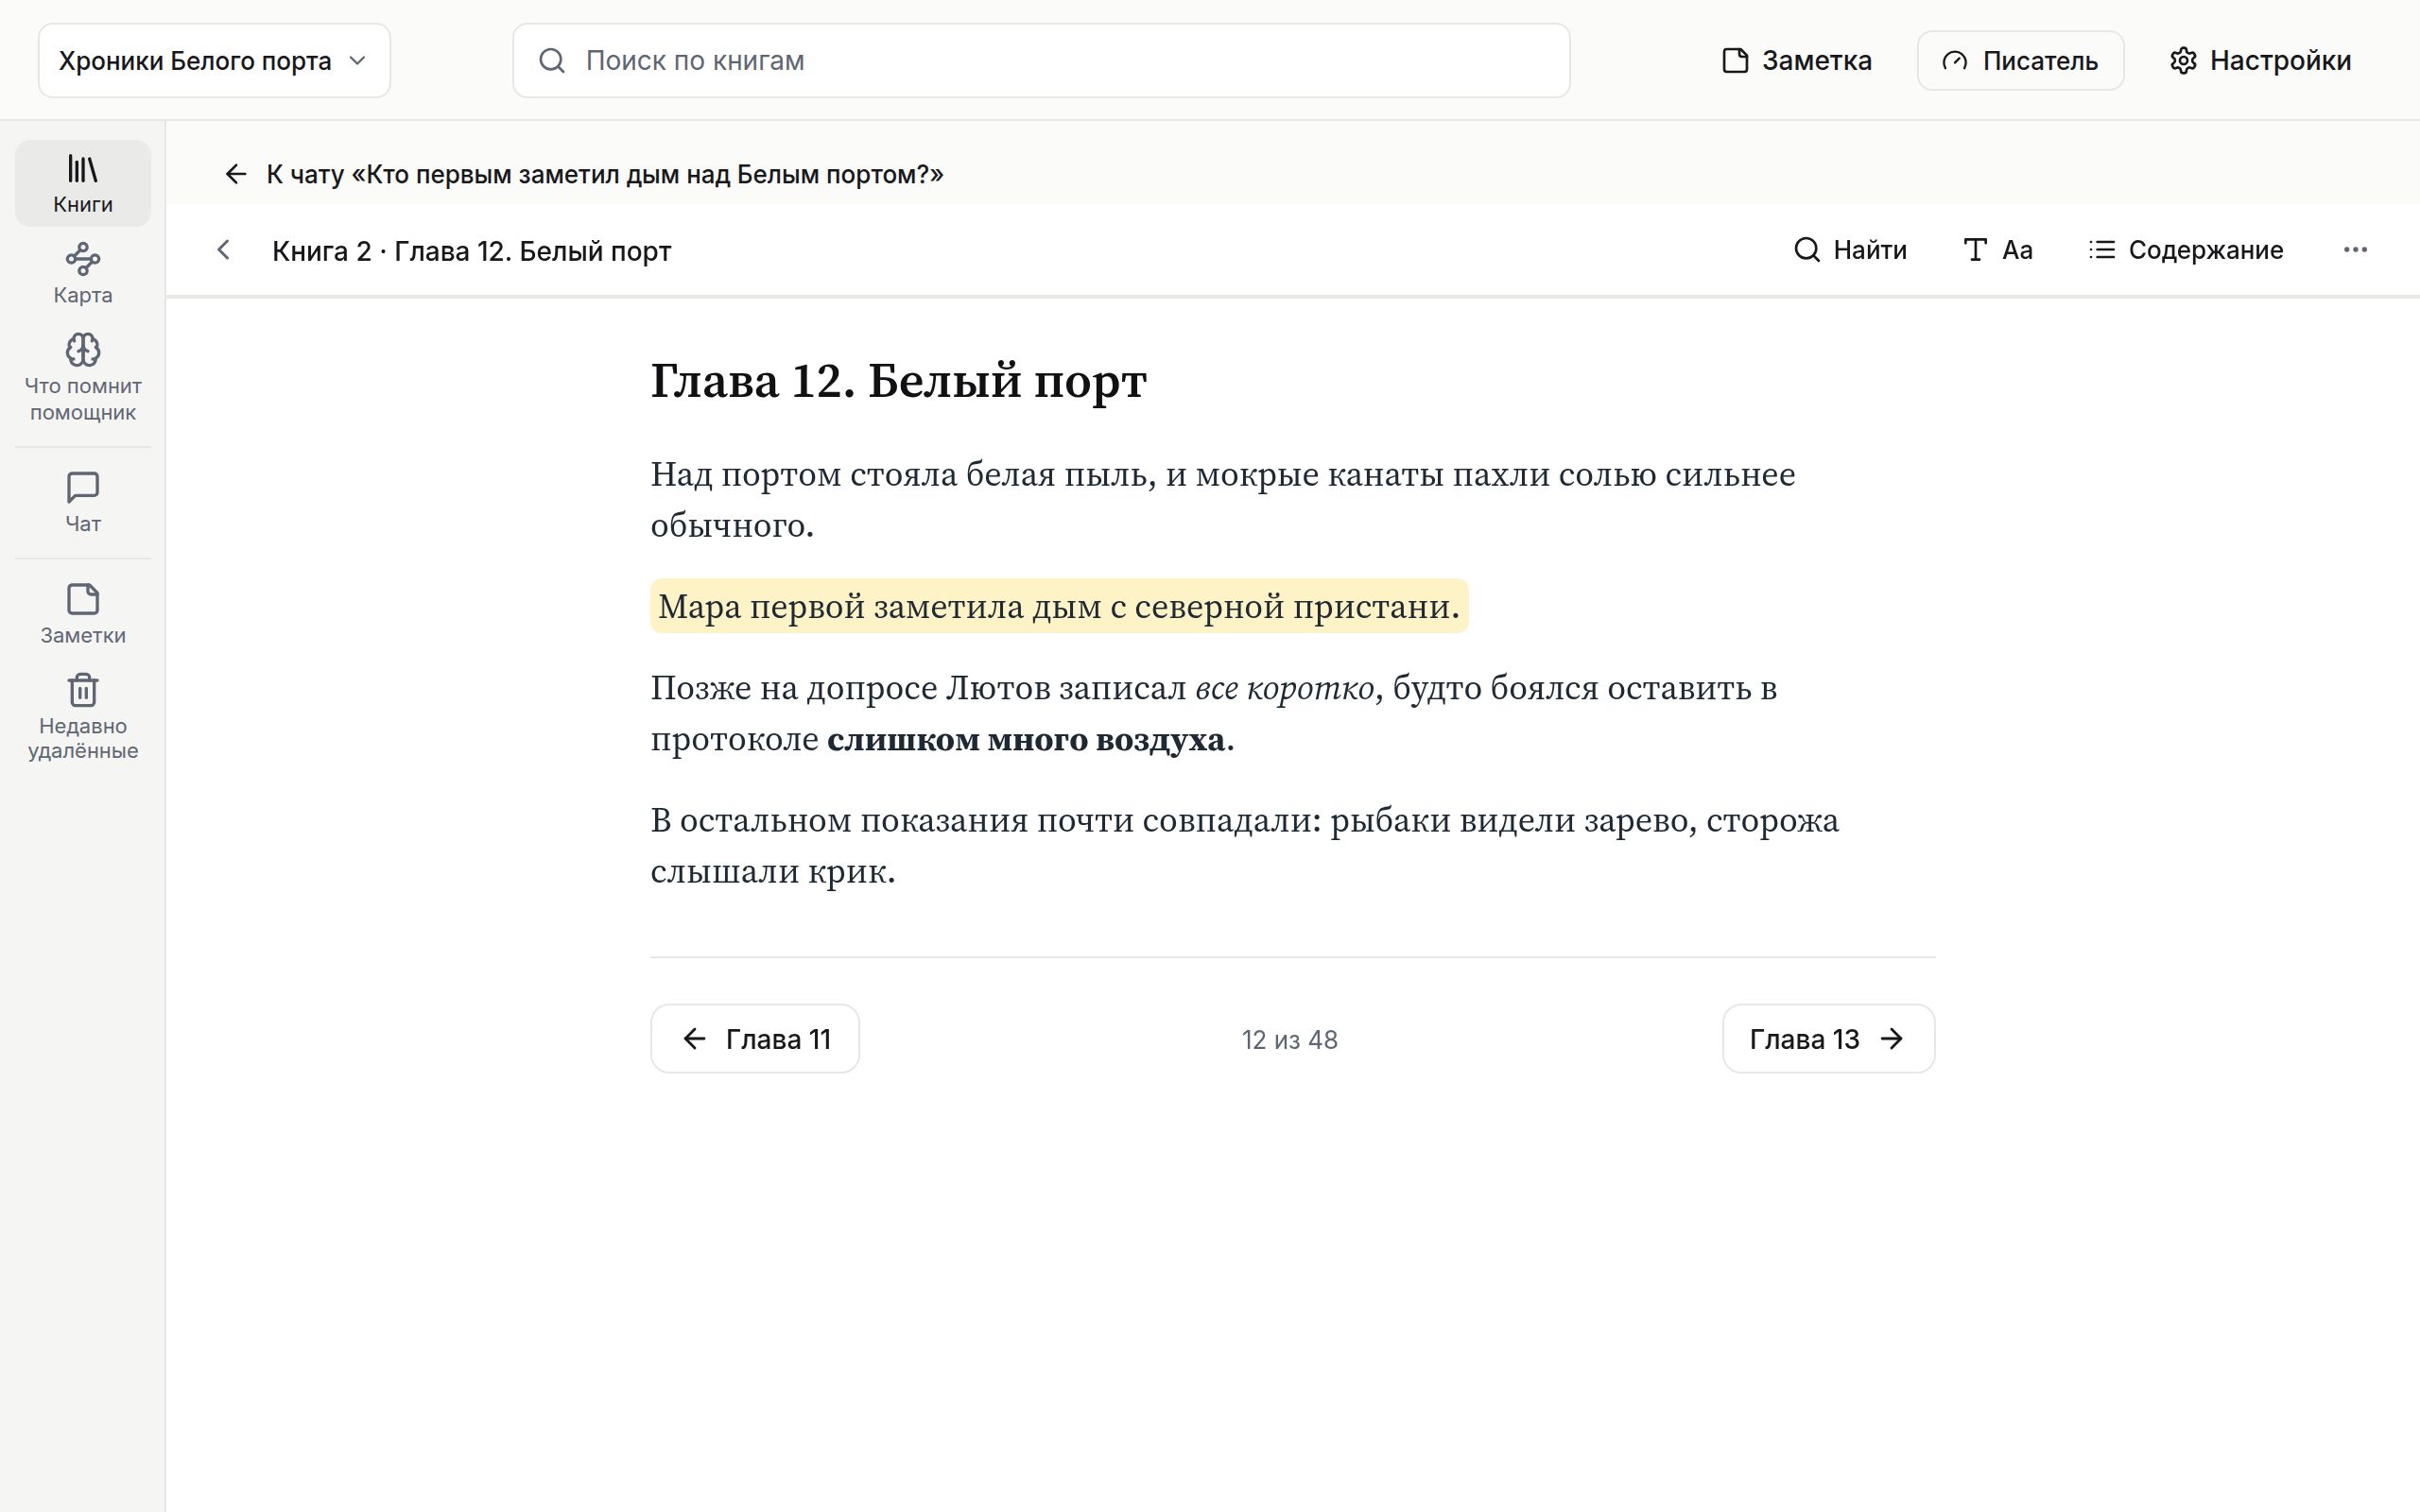 Хроники Белого порта
Поиск по книгам
Заметка
Писатель
Настройки
Книги
Карта
Что помнит
помощник
Чат
Заметки
Недавно
удалённые
К чату «Кто первым заметил дым над Белым портом?»
Книга 2 · Глава 12. Белый порт
Найти
Aa
Содержание
Глава 12. Белый порт
Над портом стояла белая пыль, и мокрые канаты пахли солью сильнее
обычного.
Мара первой заметила дым с северной пристани.
Позже на допросе Лютов записал все коротко, будто боялся оставить в
протоколе слишком много воздуха.
В остальном показания почти совпадали: рыбаки видели зарево, сторожа
слышали крик.
Глава 11
12 из 48
Глава 13